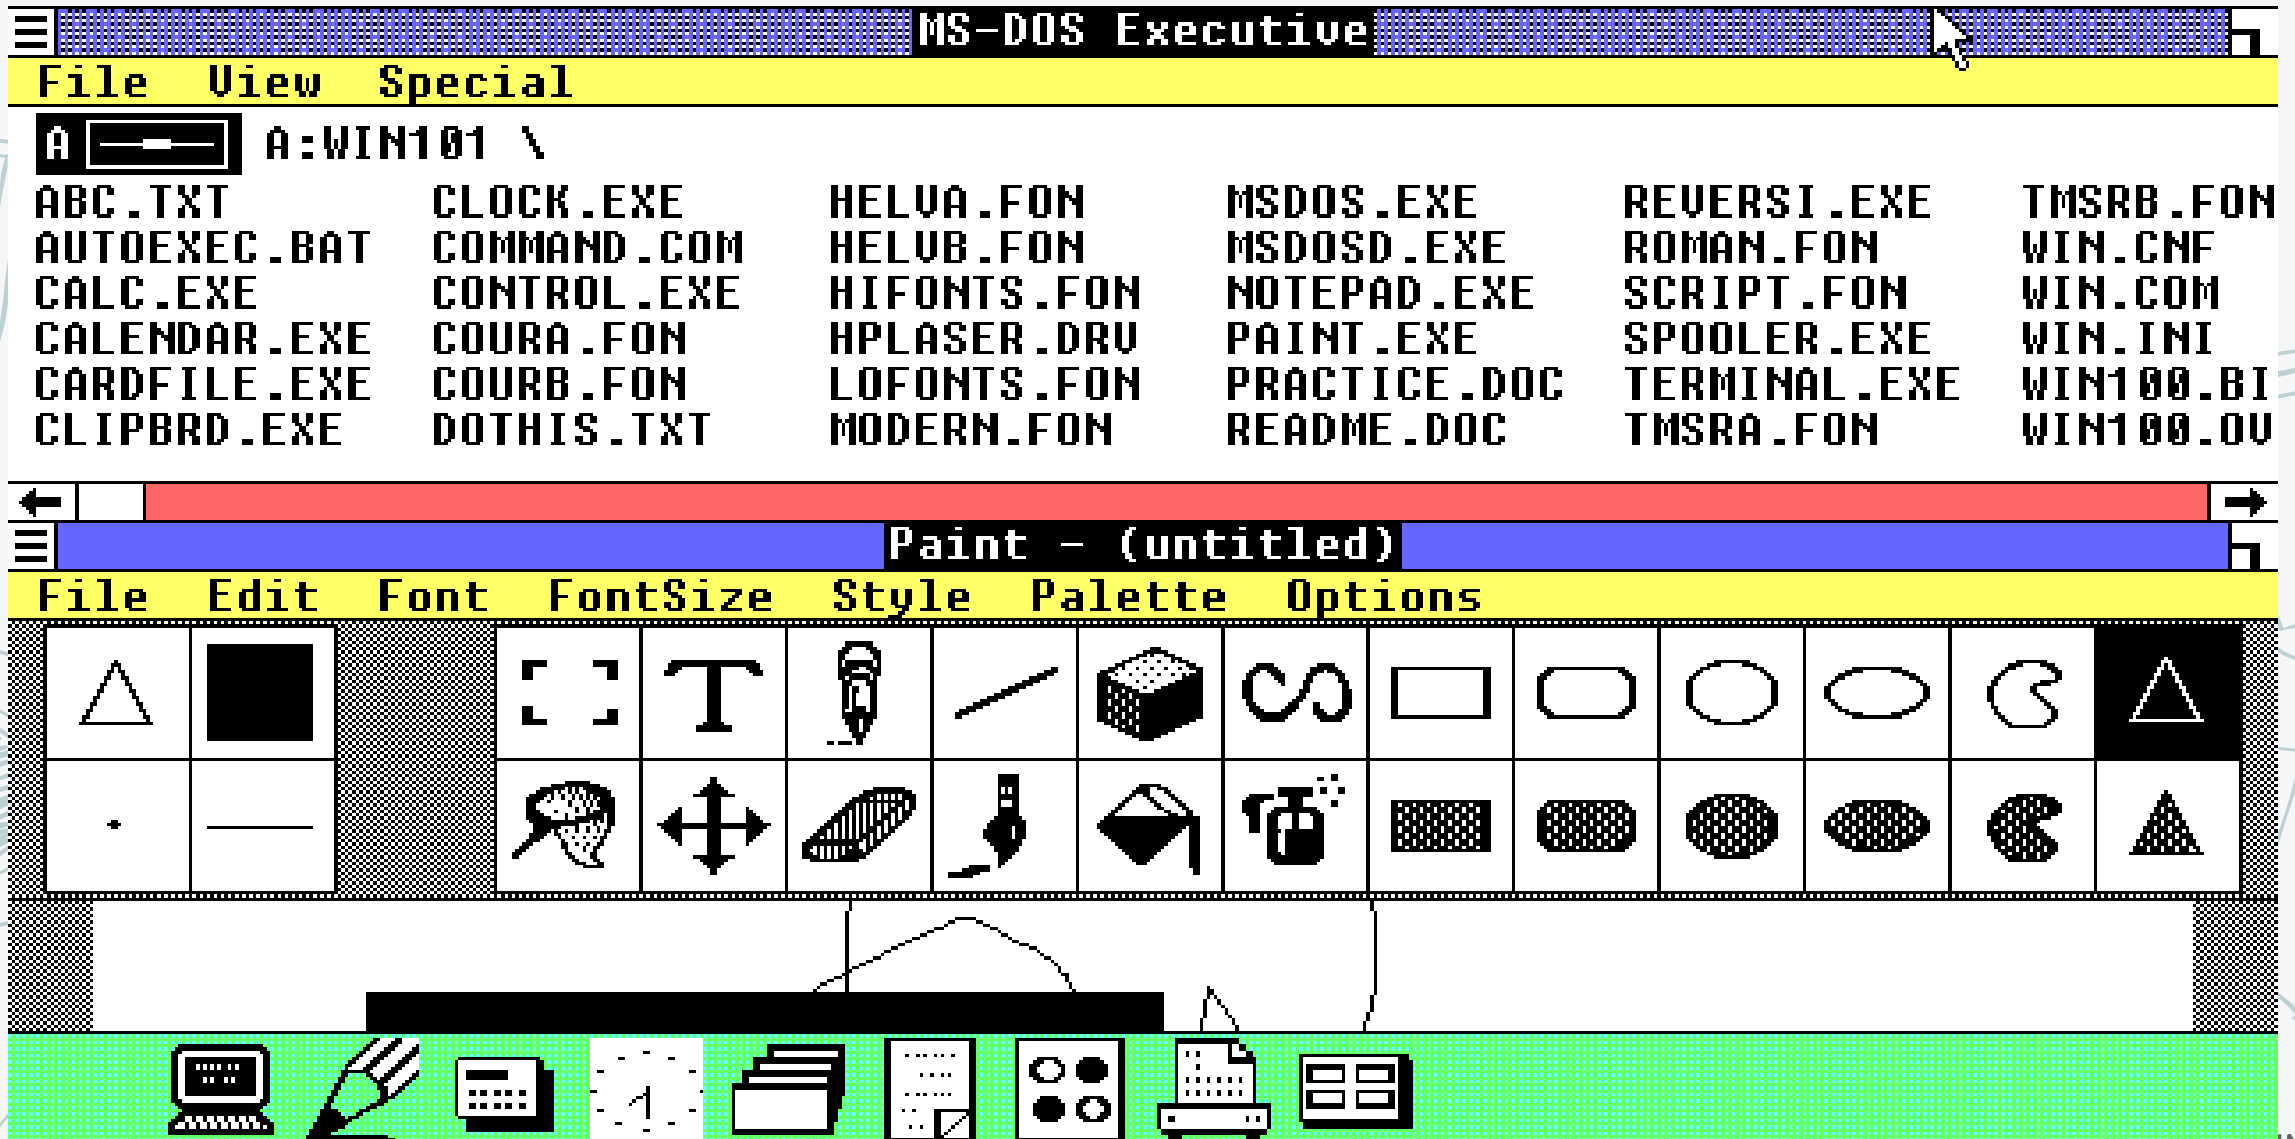 MS-DOS Executive
File View Special
A A:WIN101 \
ABC.TXT CLOCK.EXE HELVA.FON MSDOS.EXE REVERSI.EXE TMSRB.FON
AUTOEXEC.BAT COMMAND.COM HELVB.FON MSDOSD.EXE ROMAN.FON WIN.CNF
CALC.EXE CONTROL.EXE HIFONTS.FON NOTEPAD.EXE SCRIPT.FON WIN.COM
CALENDAR.EXE COURA.FON HPLASER.DRV PAINT.EXE SPOOLER.EXE WIN.INI
CARDFILE.EXE COURB.FON LOFONTS.FON PRACTICE.DOC TERMINAL.EXE WIN100.BI
CLIPBRD.EXE DOTHIS.TXT MODERN.FON README.DOC TMSRA.FON WIN100.OV
Paint - (untitled)
File Edit Font FontSize Style Palette Options
T